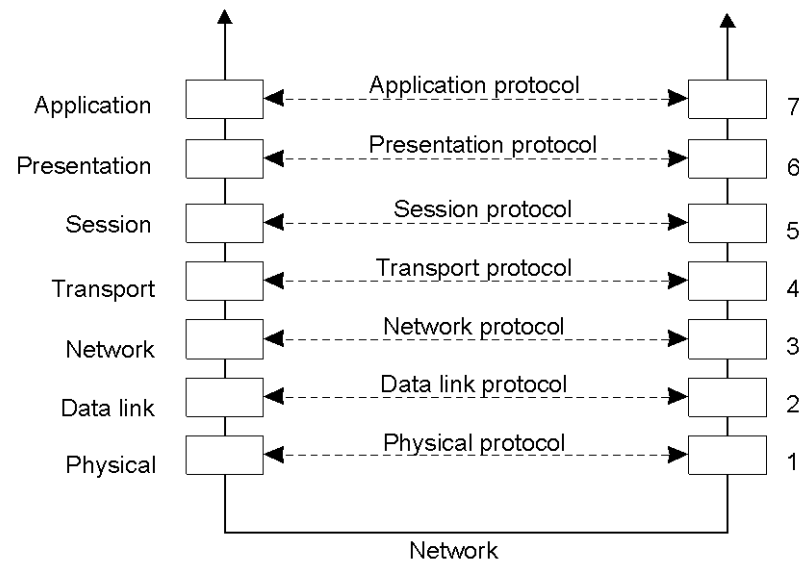 Application Application protocol 7
Presentation Presentation protocol 6
Session Session protocol 5
Transport Transport protocol 4
Network Network protocol 3
Data link Data link protocol 2
Physical Physical protocol 1
Network